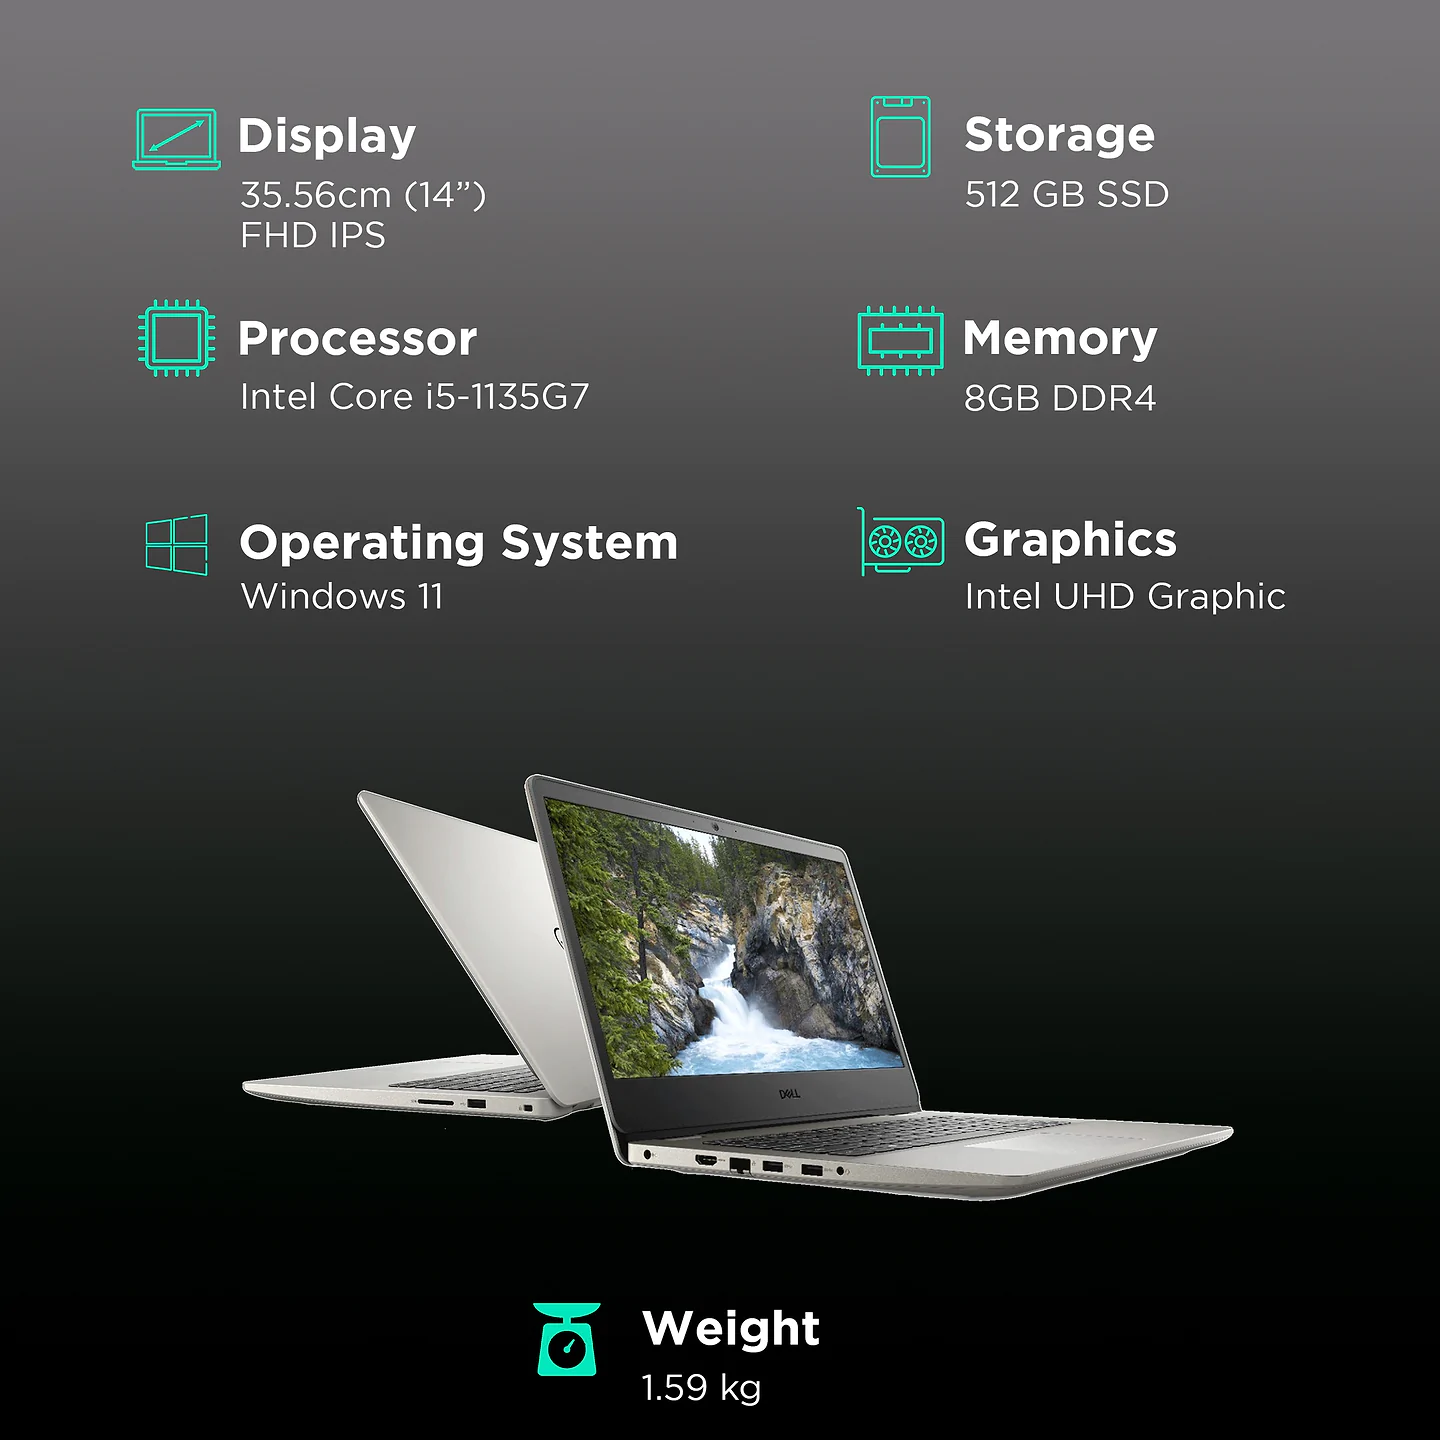 Display
35.56cm (14”)
FHD IPS
Storage
512 GB SSD
Processor
Intel Core i5-1135G7
Memory
8GB DDR4
Operating System
Windows 11
Graphics
Intel UHD Graphic
DELL
Weight
1.59 kg